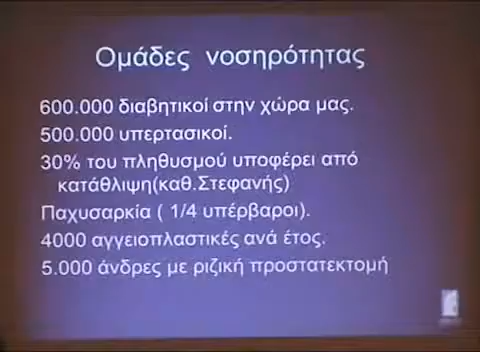 Ομάδες νοσηρότητας
600.000 διαβητικοί στην χώρα μας.
500.000 υπερτασικοί.
30% του πληθυσμού υποφέρει από
κατάθλιψη(καθ.Στεφανής)
Παχυσαρκία ( 1/4 υπέρβαροι).
4000 αγγειοπλαστικές ανά έτος.
5.000 άνδρες με ριζική προστατεκτομή